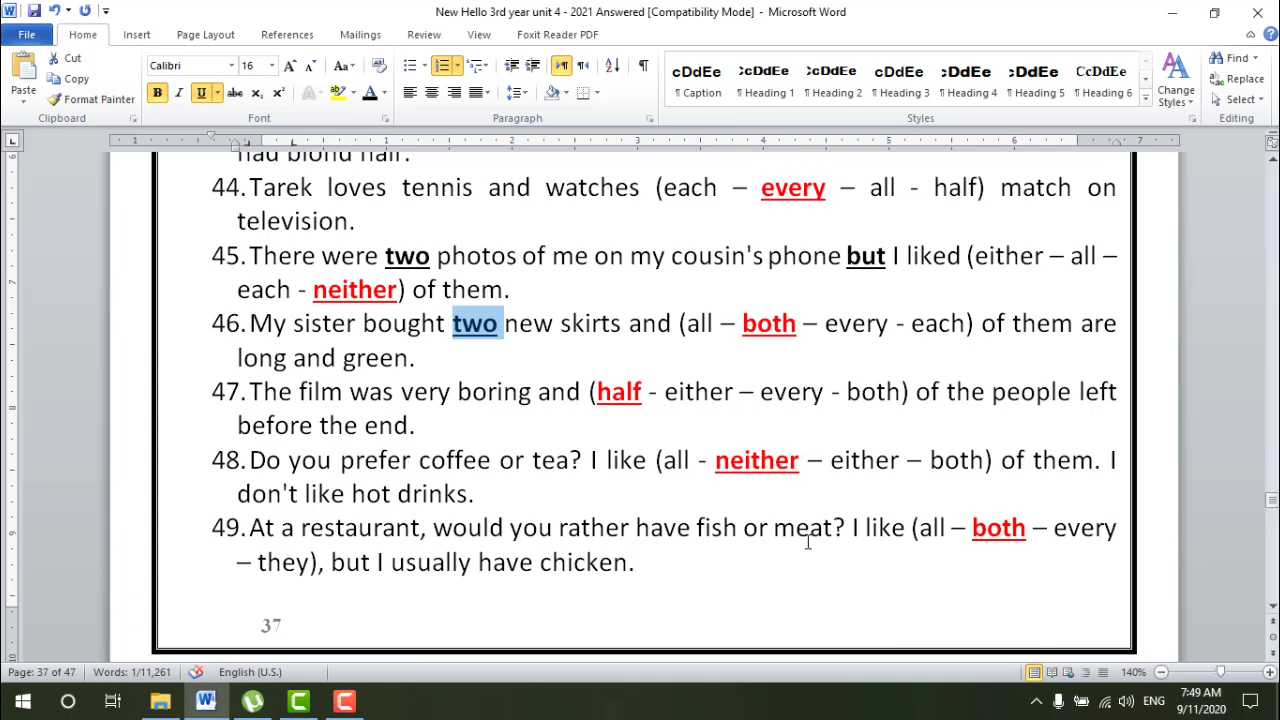 New Hello 3rd year unit 4 - 2021 Answered [Compatibility Mode] - Microsoft Word
File Home Insert Page Layout References Mailings Review View Foxit Reader PDF
Paste
Cut
Copy
Format Painter
Clipboard
Calibri 16
Font
Paragraph
cDdEe ¶ Caption
cDdEe ¶ Heading 1
cDdEe ¶ Heading 2
cDdEe ¶ Heading 3
cDdEe ¶ Heading 4
cDdEe ¶ Heading 5
CcDdEe ¶ Heading 6
Styles
Change Styles
Find
Replace
Select
Editing
had blond hair.
44. Tarek loves tennis and watches (each – every – all - half) match on
television.
45. There were two photos of me on my cousin's phone but I liked (either – all –
each - neither) of them.
46. My sister bought two new skirts and (all – both – every - each) of them are
long and green.
47. The film was very boring and (half - either – every - both) of the people left
before the end.
48. Do you prefer coffee or tea? I like (all - neither – either – both) of them. I
don't like hot drinks.
49. At a restaurant, would you rather have fish or meat? I like (all – both – every
– they), but I usually have chicken.
37
Page: 37 of 47 Words: 1/11,261 English (U.S.) 140%
ENG
7:49 AM
9/11/2020